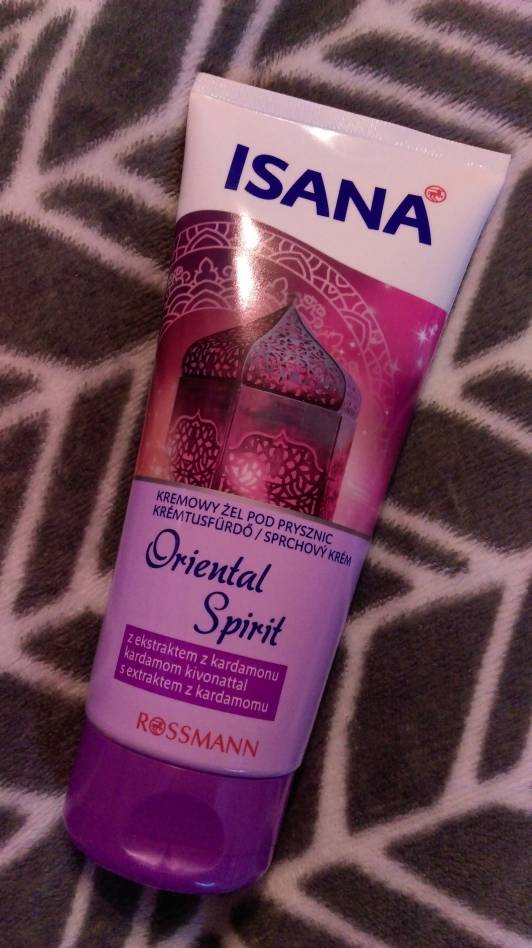 ISANA
KREMOWY ŻEL POD PRYSZNIC
KRÉMTUSFÜRDŐ / SPRCHOVÝ KRÉM
Oriental
Spirit
z ekstraktem z kardamonu
kardamom kivonattal
s extraktem z kardamomu
ROSSMANN